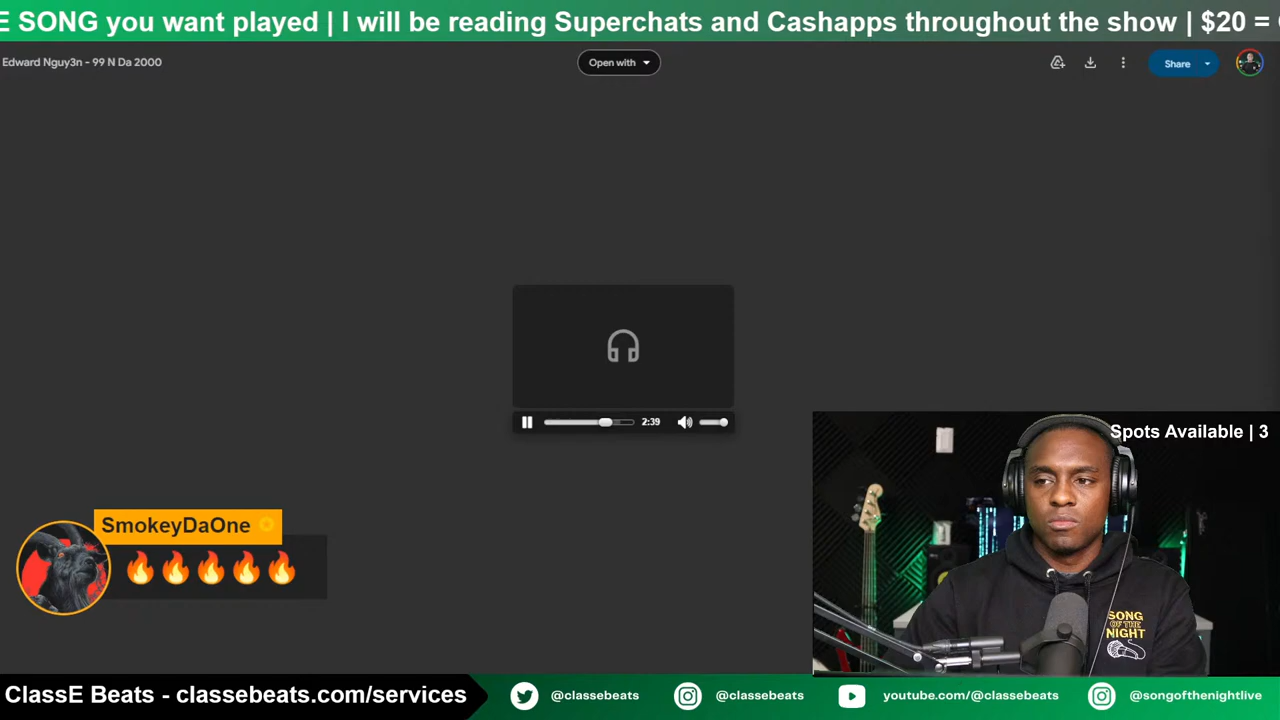 E SONG you want played | I will be reading Superchats and Cashapps throughout the show | $20 =
Edward Nguy3n - 99 N Da 2000
Open with
Share
2:39
Spots Available | 3
SmokeyDaOne
🔥🔥🔥🔥🔥
SONG
OF THE
NIGHT
ClassE Beats - classebeats.com/services
@classebeats
@classebeats
youtube.com/@classebeats
@songofthenightlive